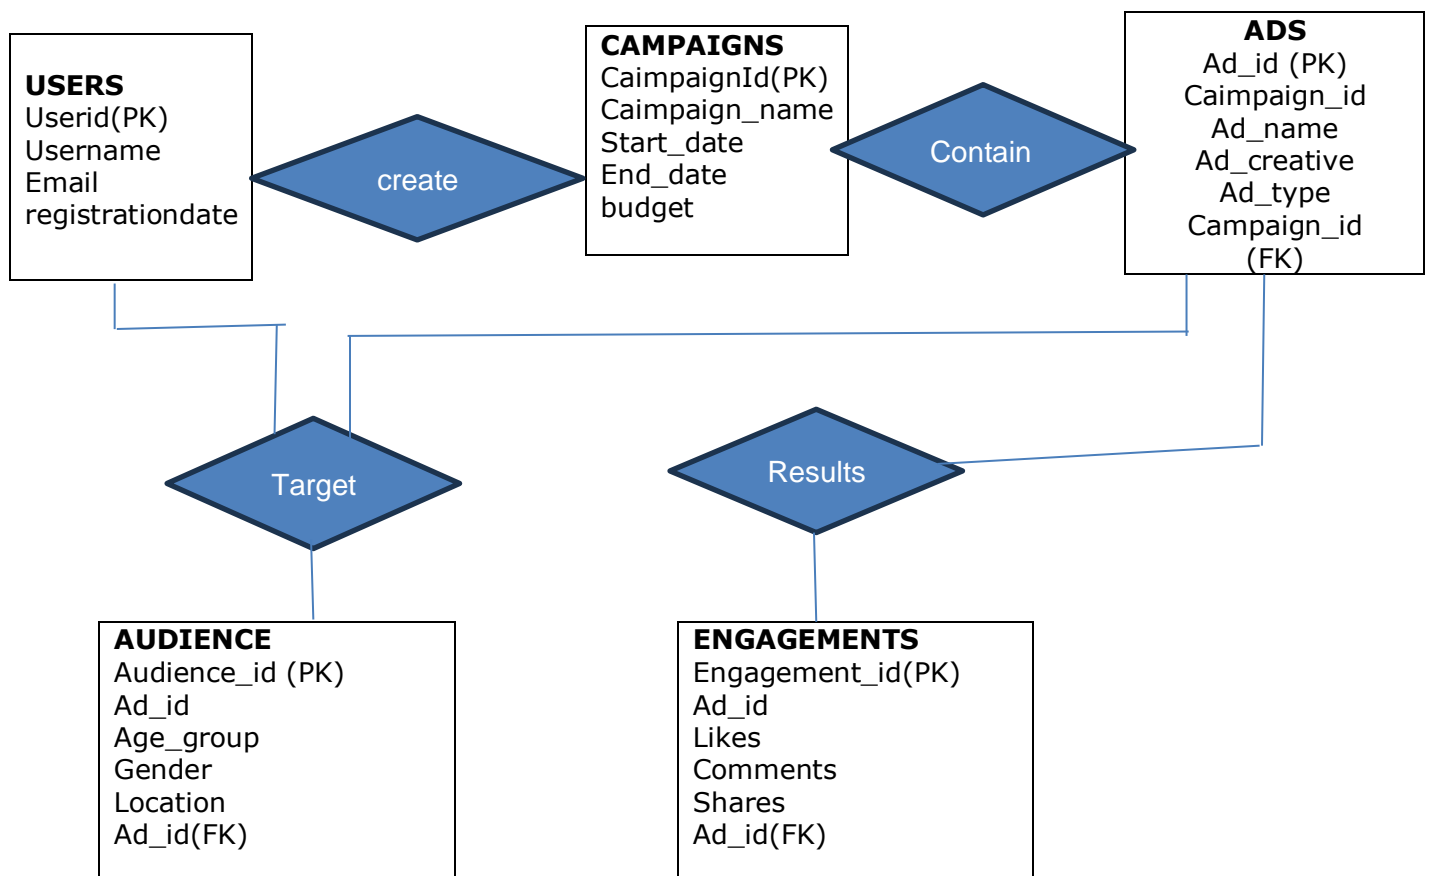 USERS
Userid(PK)
Username
Email
registrationdate
create
CAMPAIGNS
CaimpaignId(PK)
Caimpaign_name
Start_date
End_date
budget
Contain
ADS
Ad_id (PK)
Caimpaign_id
Ad_name
Ad_creative
Ad_type
Campaign_id
(FK)
Target
Results
AUDIENCE
Audience_id (PK)
Ad_id
Age_group
Gender
Location
Ad_id(FK)
ENGAGEMENTS
Engagement_id(PK)
Ad_id
Likes
Comments
Shares
Ad_id(FK)